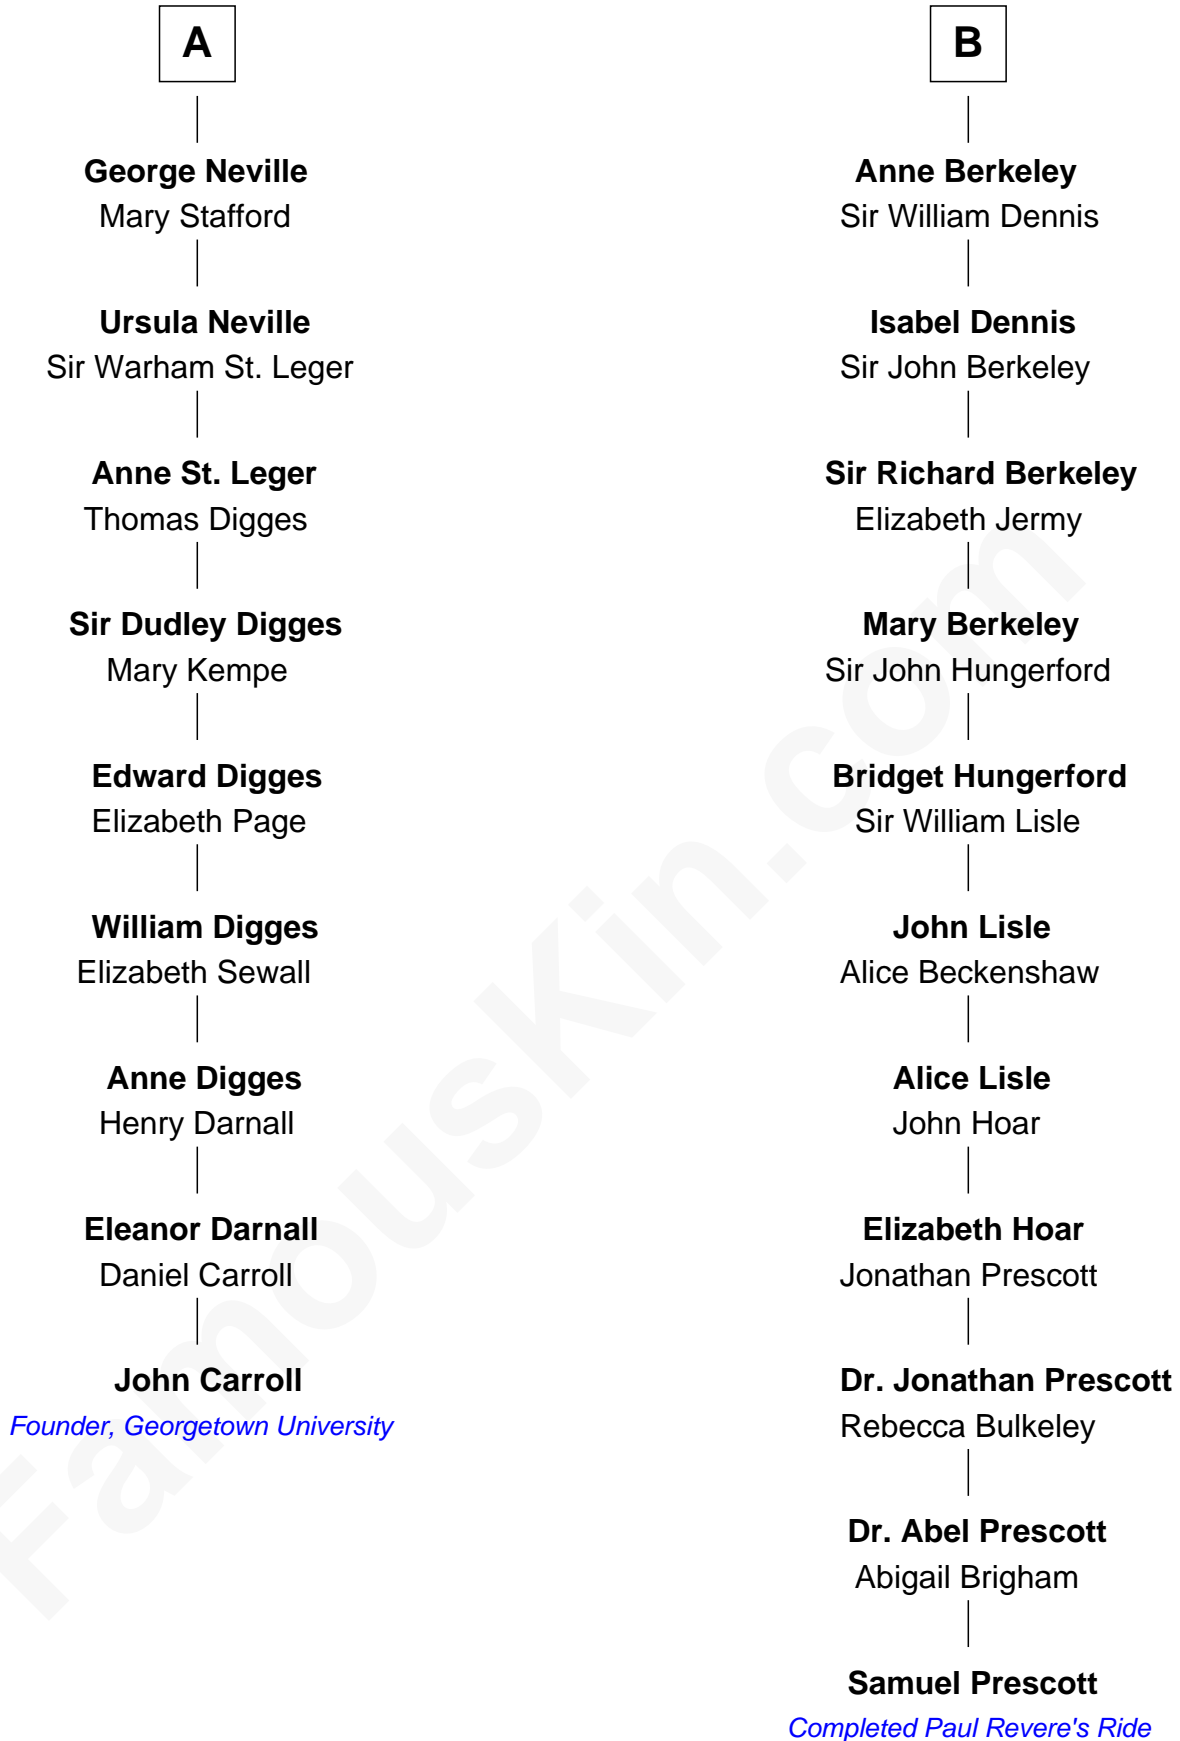 A
George Neville
Mary Stafford
Ursula Neville
Sir Warham St. Leger
Anne St. Leger
Thomas Digges
Sir Dudley Digges
Mary Kempe
Edward Digges
Elizabeth Page
William Digges
Elizabeth Sewall
Anne Digges
Henry Darnall
Eleanor Darnall
Daniel Carroll
John Carroll
Founder, Georgetown University
B
Anne Berkeley
Sir William Dennis
Isabel Dennis
Sir John Berkeley
Sir Richard Berkeley
Elizabeth Jermy
Mary Berkeley
Sir John Hungerford
Bridget Hungerford
Sir William Lisle
John Lisle
Alice Beckenshaw
Alice Lisle
John Hoar
Elizabeth Hoar
Jonathan Prescott
Dr. Jonathan Prescott
Rebecca Bulkeley
Dr. Abel Prescott
Abigail Brigham
Samuel Prescott
Completed Paul Revere's Ride
FamousKin.com